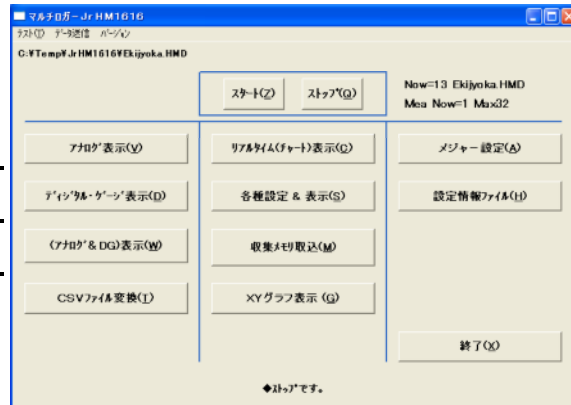 マルチロガーJr HM1616
ﾃｽﾄ(T) ﾃﾞｰﾀ送信 ﾊﾞｰｼﾞｮﾝ
C:¥Temp¥JrHM1616¥Ekijyoka.HMD
ｽﾀｰﾄ(Z) ｽﾄｯﾌﾟ(Q)
Now=13 Ekijyoka.HMD
Mea Now=1 Max32
ｱﾅﾛｸﾞ表示(V) ﾘｱﾙﾀｲﾑ(ﾁｬｰﾄ)表示(C) メジャー設定(A)
ﾃﾞｨｼﾞﾀﾙ・ｹﾞｰｼﾞ表示(D) 各種設定 & 表示(S) 設定情報ﾌｧｲﾙ(H)
(ｱﾅﾛｸﾞ& DG)表示(W) 収集ﾒﾓﾘ取込(M)
CSVﾌｧｲﾙ変換(T) XYグラフ表示 (G)
終了(X)
◆ｽﾄｯﾌﾟです。